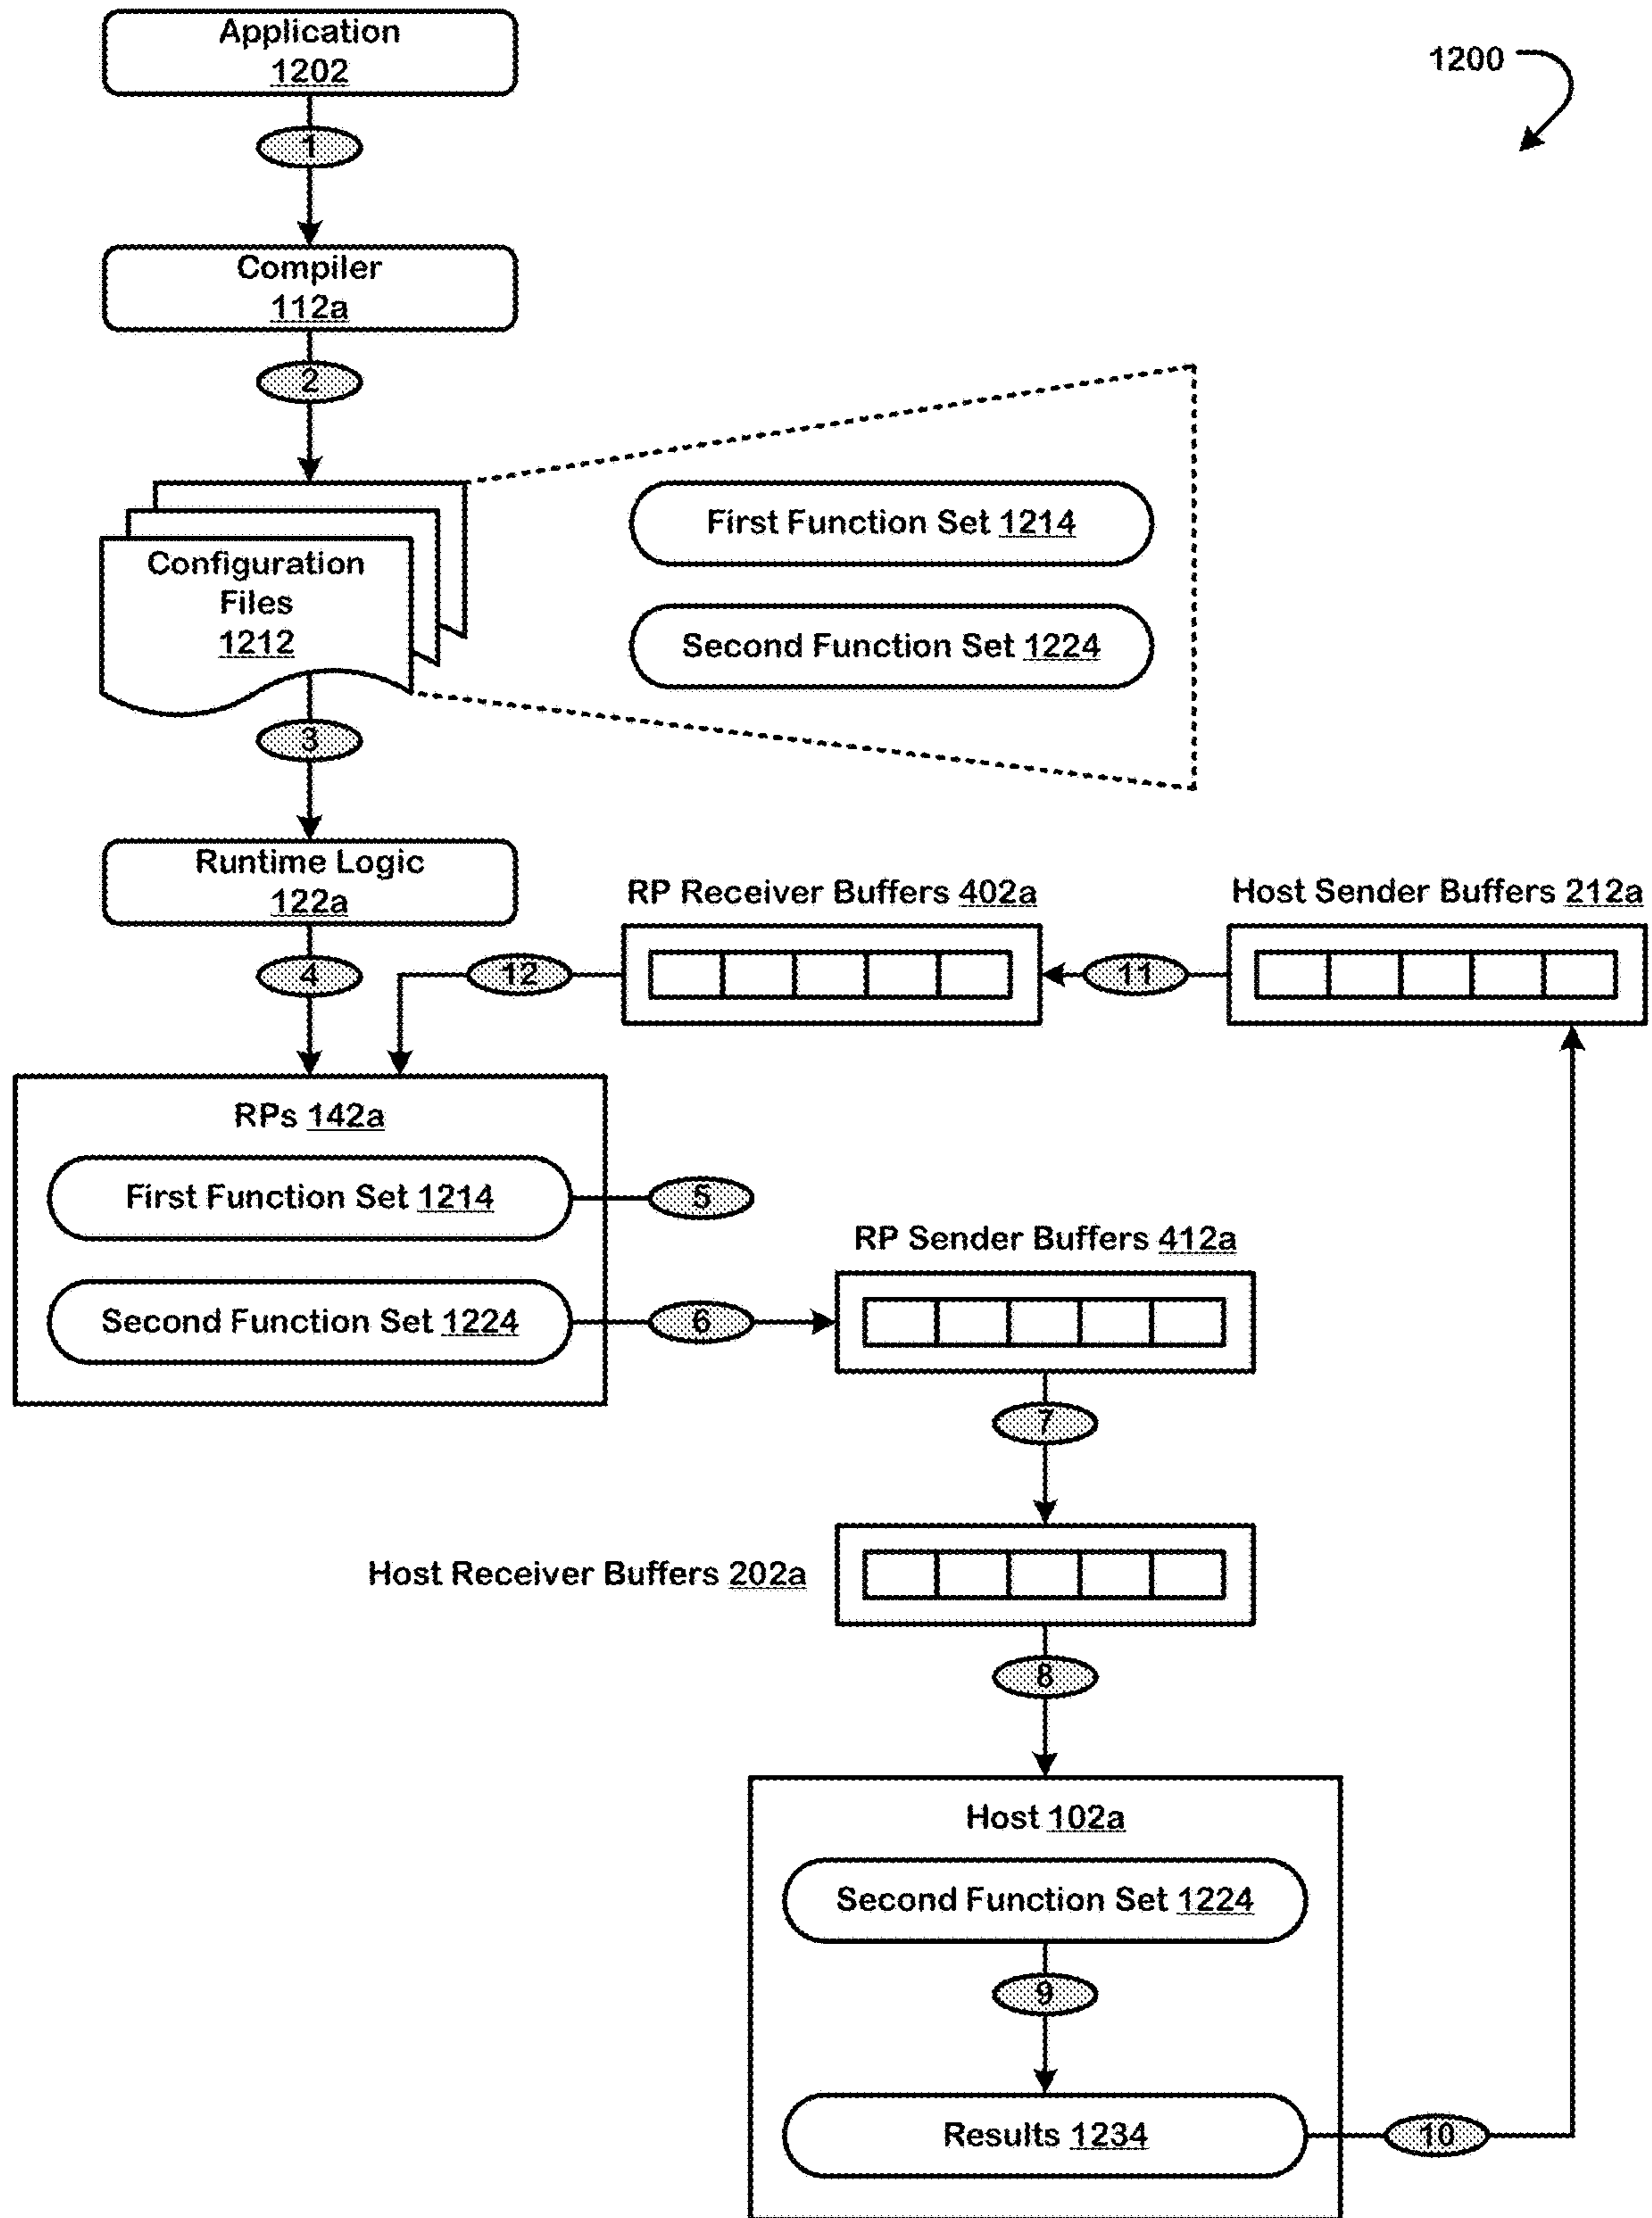 Application
1202
1200
1
Compiler
112a
2
First Function Set 1214
Configuration
Files
1212
Second Function Set 1224
3
Runtime Logic
122a
RP Receiver Buffers 402a
Host Sender Buffers 212a
4
12
11
RPs 142a
First Function Set 1214
5
RP Sender Buffers 412a
Second Function Set 1224
6
7
Host Receiver Buffers 202a
8
Host 102a
Second Function Set 1224
9
Results 1234
10